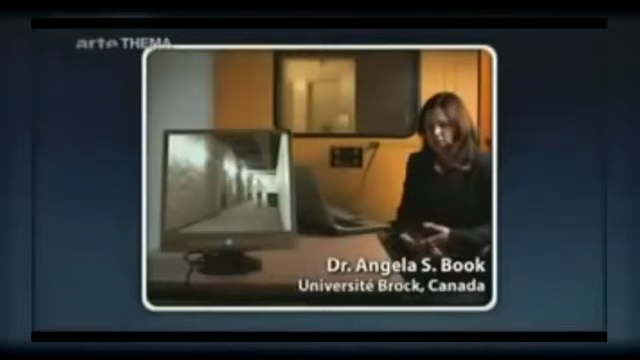 arte THEMA
Dr. Angela S. Book
Université Brock, Canada